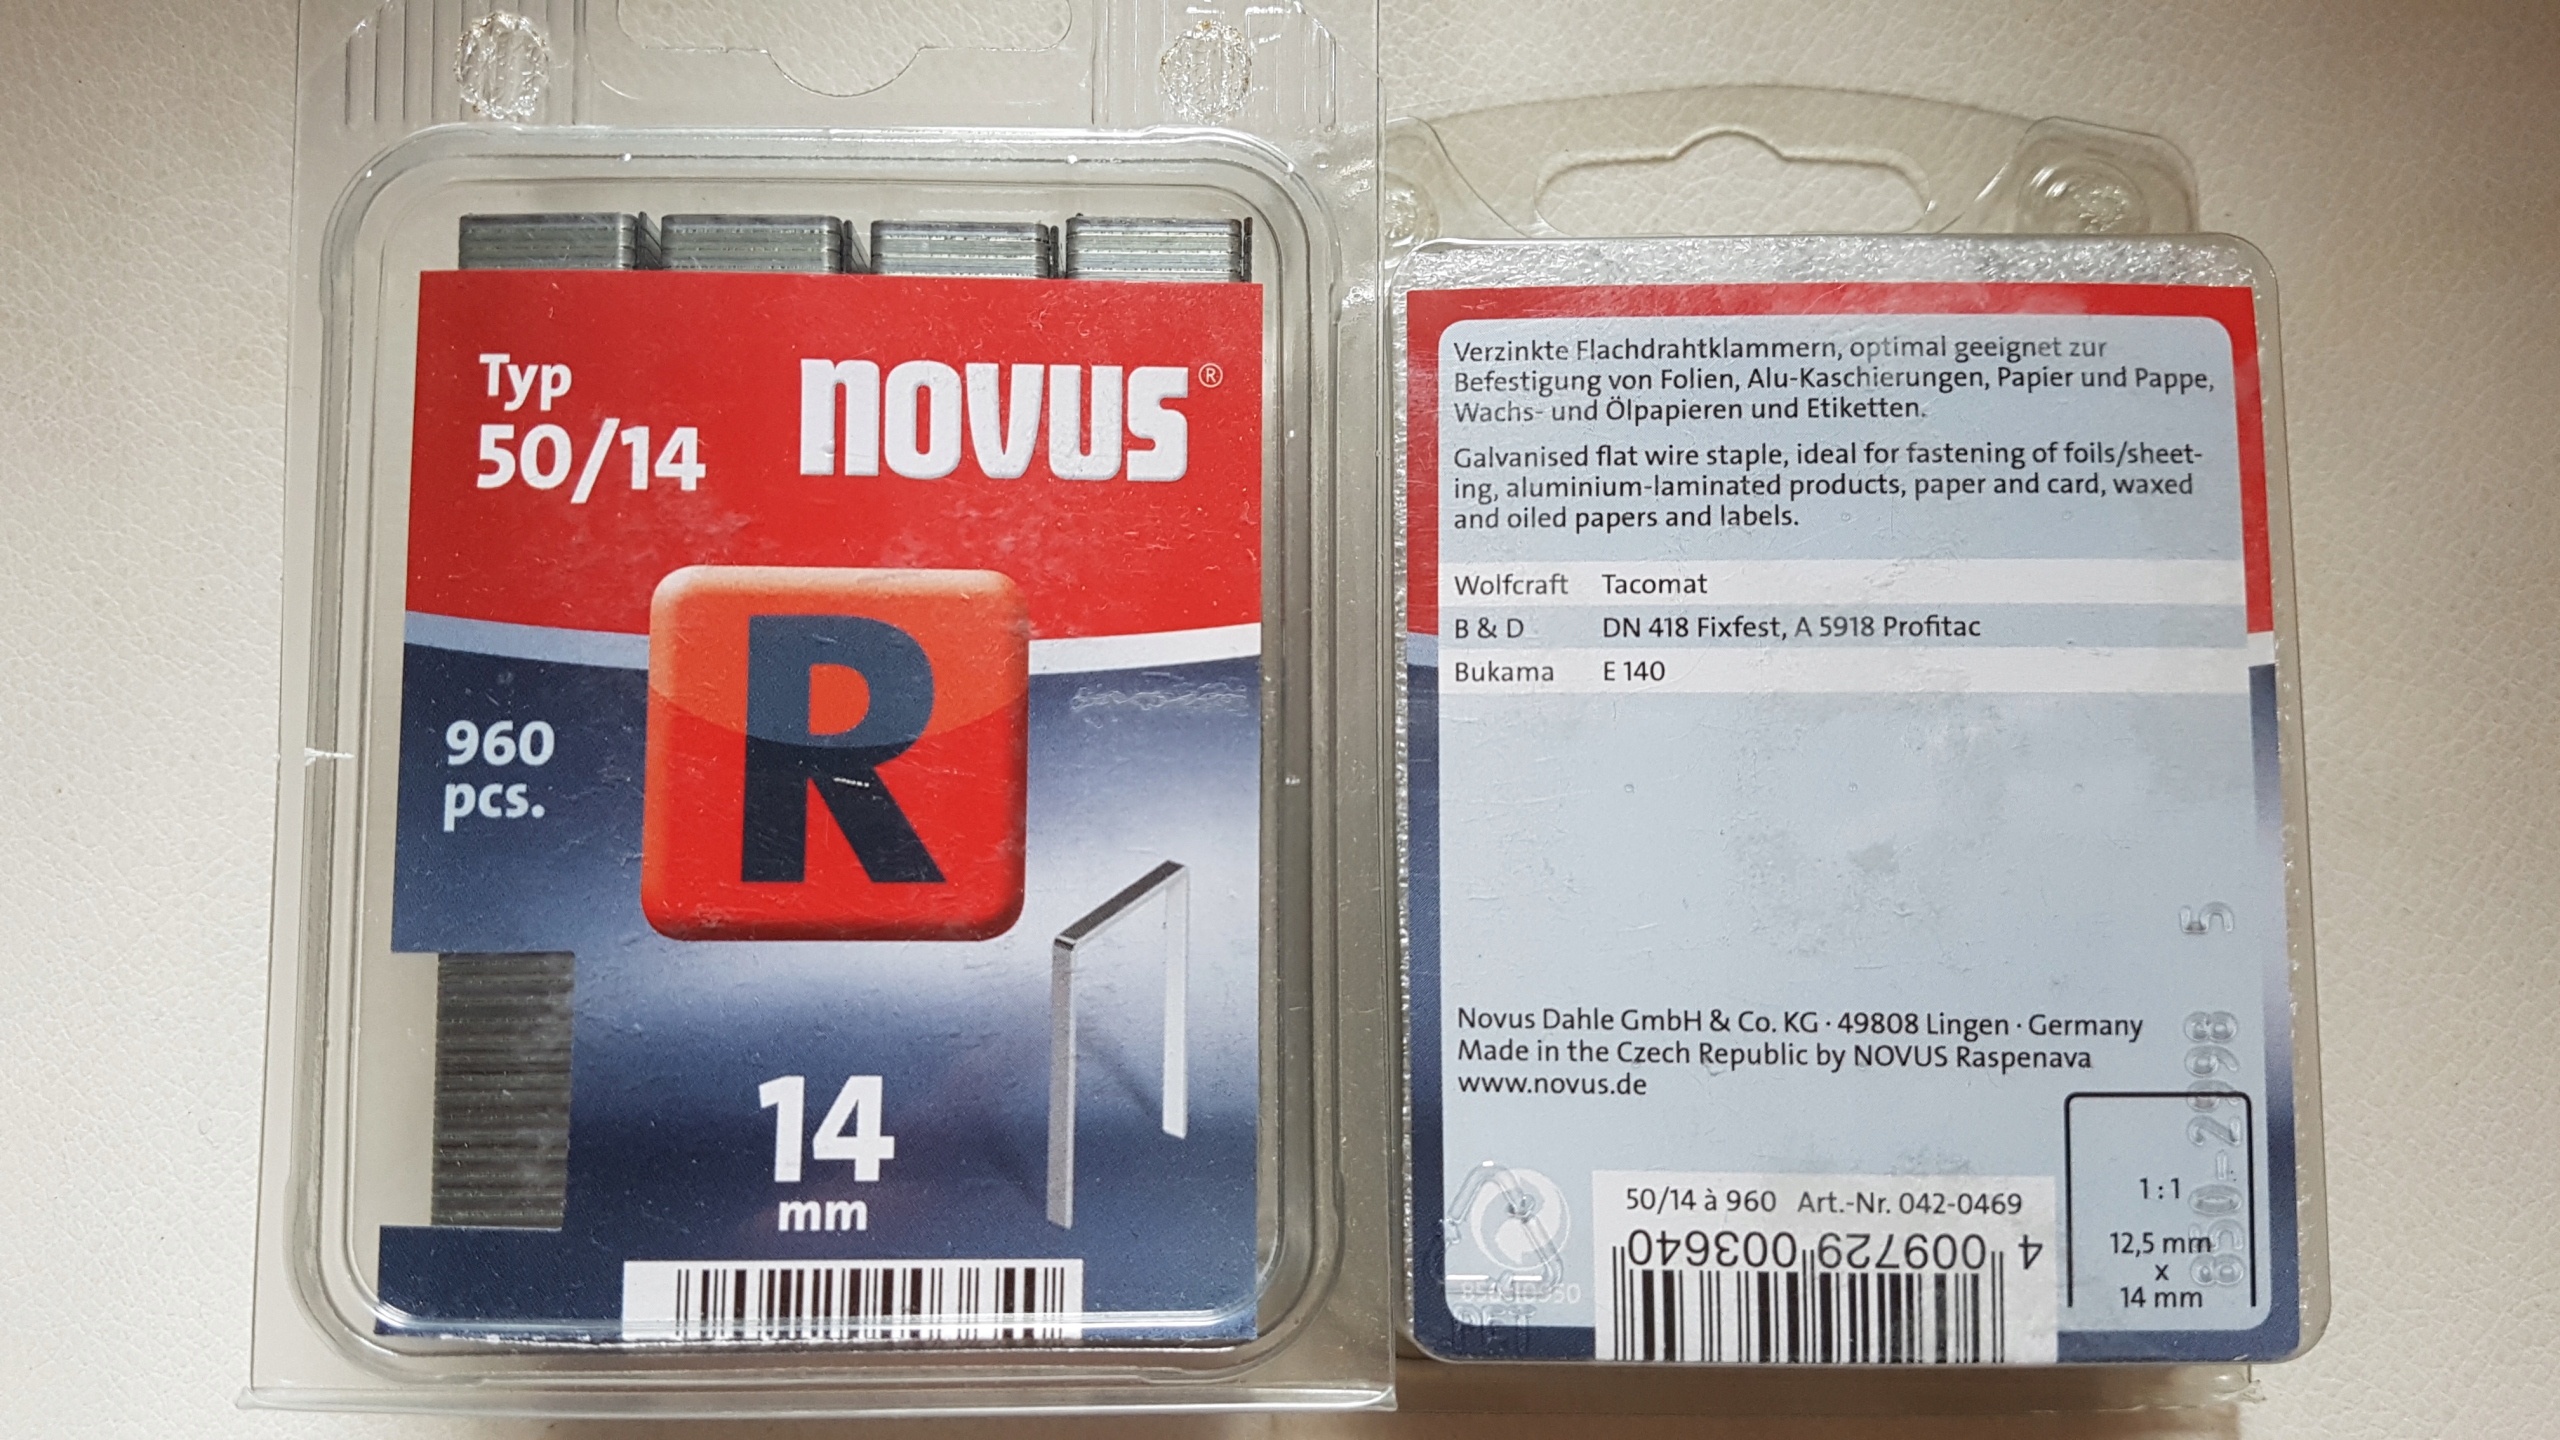 Typ
50/14
novus®
R
960
pcs.
14
mm
Verzinkte Flachdrahtklammern, optimal geeignet zur
Befestigung von Folien, Alu-Kaschierungen, Papier und Pappe,
Wachs- und Ölpapieren und Etiketten.
Galvanised flat wire staple, ideal for fastening of foils/sheet-
ing, aluminium-laminated products, paper and card, waxed
and oiled papers and labels.
Wolfcraft Tacomat
B & D DN 418 Fixfest, A 5918 Profitac
Bukama E 140
Novus Dahle GmbH & Co. KG · 49808 Lingen · Germany
Made in the Czech Republic by NOVUS Raspenava
www.novus.de
50/14 à 960 Art.-Nr. 042-0469
4 009729 003640
1:1
12,5 mm
x
14 mm
PET